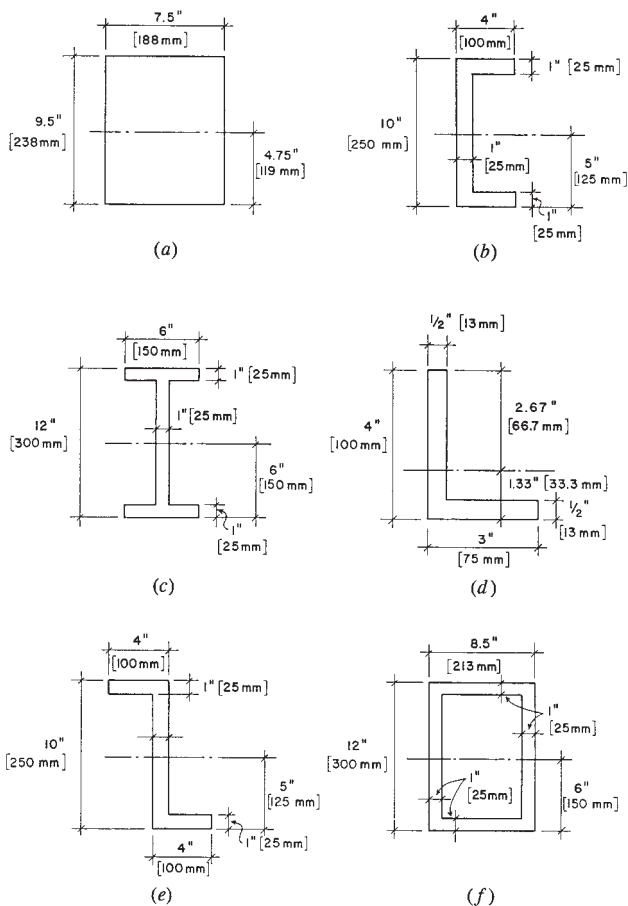 7.5"
[188 mm]
9.5"
[238 mm]
4.75"
[119 mm]
(a)
4"
[100 mm]
1" [25 mm]
10"
[250 mm]
1"
[25 mm]
5"
[125 mm]
1"
[25 mm]
(b)
6"
[150 mm]
1" [25 mm]
12"
[300 mm]
1" [25 mm]
6"
[150 mm]
1"
[25 mm]
(c)
1/2" [13 mm]
4"
[100 mm]
2.67"
[66.7 mm]
1.33" [33.3 mm]
1/2"
[13 mm]
3"
[75 mm]
(d)
4"
[100 mm]
1" [25 mm]
10"
[250 mm]
5"
[125 mm]
1" [25 mm]
4"
[100 mm]
(e)
8.5"
[213 mm]
1"
[25 mm]
12"
[300 mm]
1"
[25 mm]
6"
[150 mm]
(f)